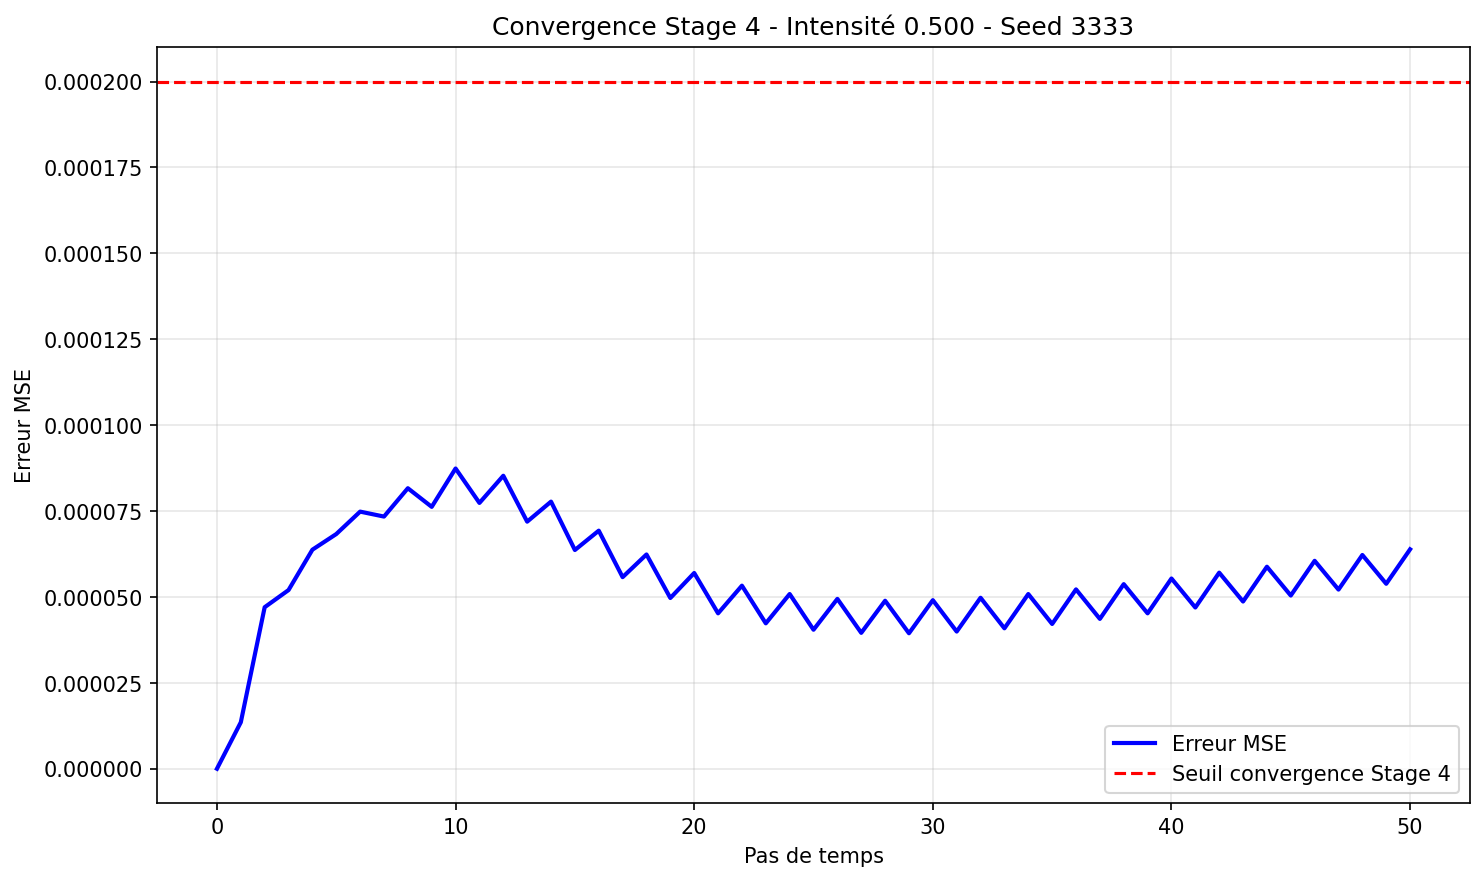 Convergence Stage 4 - Intensité 0.500 - Seed 3333
0.000200
0.000175
0.000150
0.000125
0.000100
0.000075
0.000050
0.000025
0.000000
Erreur MSE
0 10 20 30 40 50
Pas de temps
Erreur MSE
Seuil convergence Stage 4